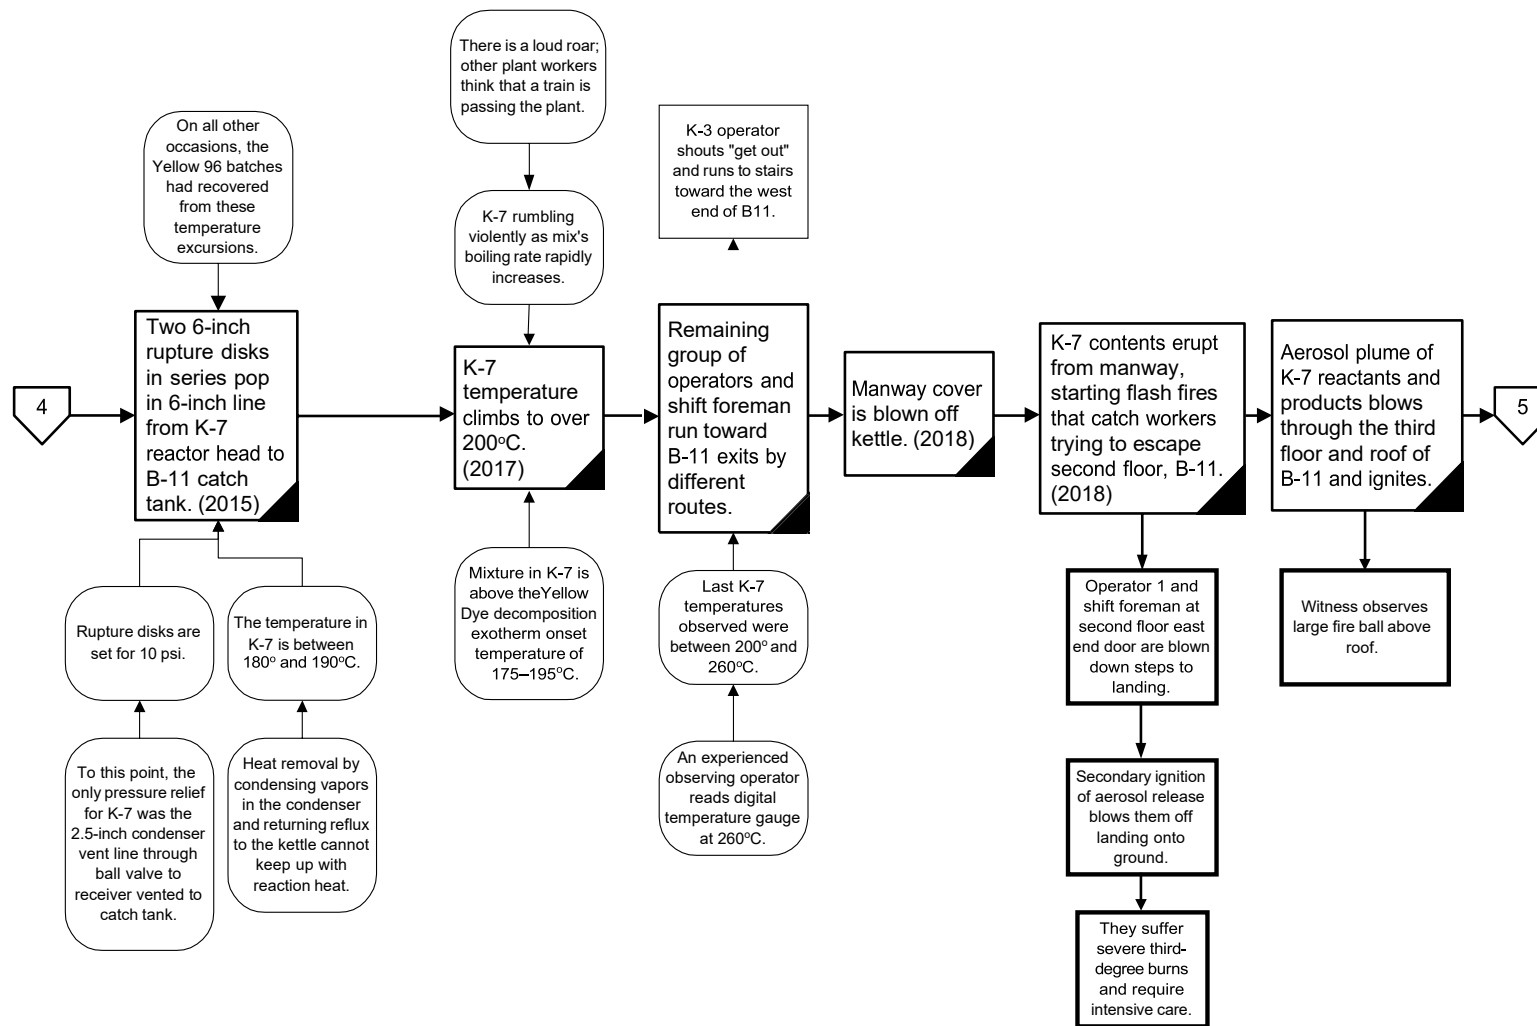 There is a loud roar;
other plant workers
think that a train is
passing the plant.
On all other
occasions, the
Yellow 96 batches
had recovered
from these
temperature
excursions.
K-3 operator
shouts "get out"
and runs to stairs
toward the west
end of B11.
K-7 rumbling
violently as mix's
boiling rate rapidly
increases.
4
Two 6-inch
rupture disks
in series pop
in 6-inch line
from K-7
reactor head to
B-11 catch
tank. (2015)
K-7
temperature
climbs to over
200°C.
(2017)
Remaining
group of
operators and
shift foreman
run toward
B-11 exits by
different
routes.
Manway cover
is blown off
kettle. (2018)
K-7 contents erupt
from manway,
starting flash fires
that catch workers
trying to escape
second floor, B-11.
(2018)
Aerosol plume of
K-7 reactants and
products blows
through the third
floor and roof of
B-11 and ignites.
5
Rupture disks are
set for 10 psi.
The temperature in
K-7 is between
180° and 190°C.
Mixture in K-7 is
above theYellow
Dye decomposition
exotherm onset
temperature of
175–195°C.
Last K-7
temperatures
observed were
between 200° and
260°C.
Operator 1 and
shift foreman at
second floor east
end door are blown
down steps to
landing.
Witness observes
large fire ball above
roof.
To this point, the
only pressure relief
for K-7 was the
2.5-inch condenser
vent line through
ball valve to
receiver vented to
catch tank.
Heat removal by
condensing vapors
in the condenser
and returning reflux
to the kettle cannot
keep up with
reaction heat.
An experienced
observing operator
reads digital
temperature gauge
at 260°C.
Secondary ignition
of aerosol release
blows them off
landing onto
ground.
They suffer
severe third-
degree burns
and require
intensive care.